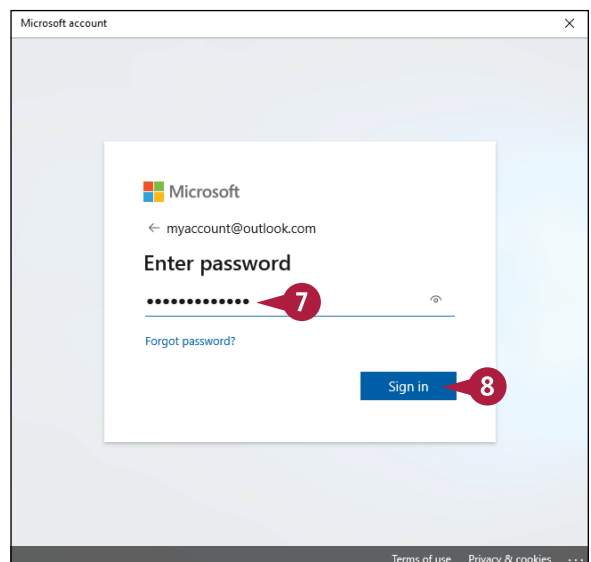 Microsoft account
Microsoft
myaccount@outlook.com
Enter password
••••••••••••• 7
Forgot password?
Sign in 8
Terms of use Privacy & cookies ...